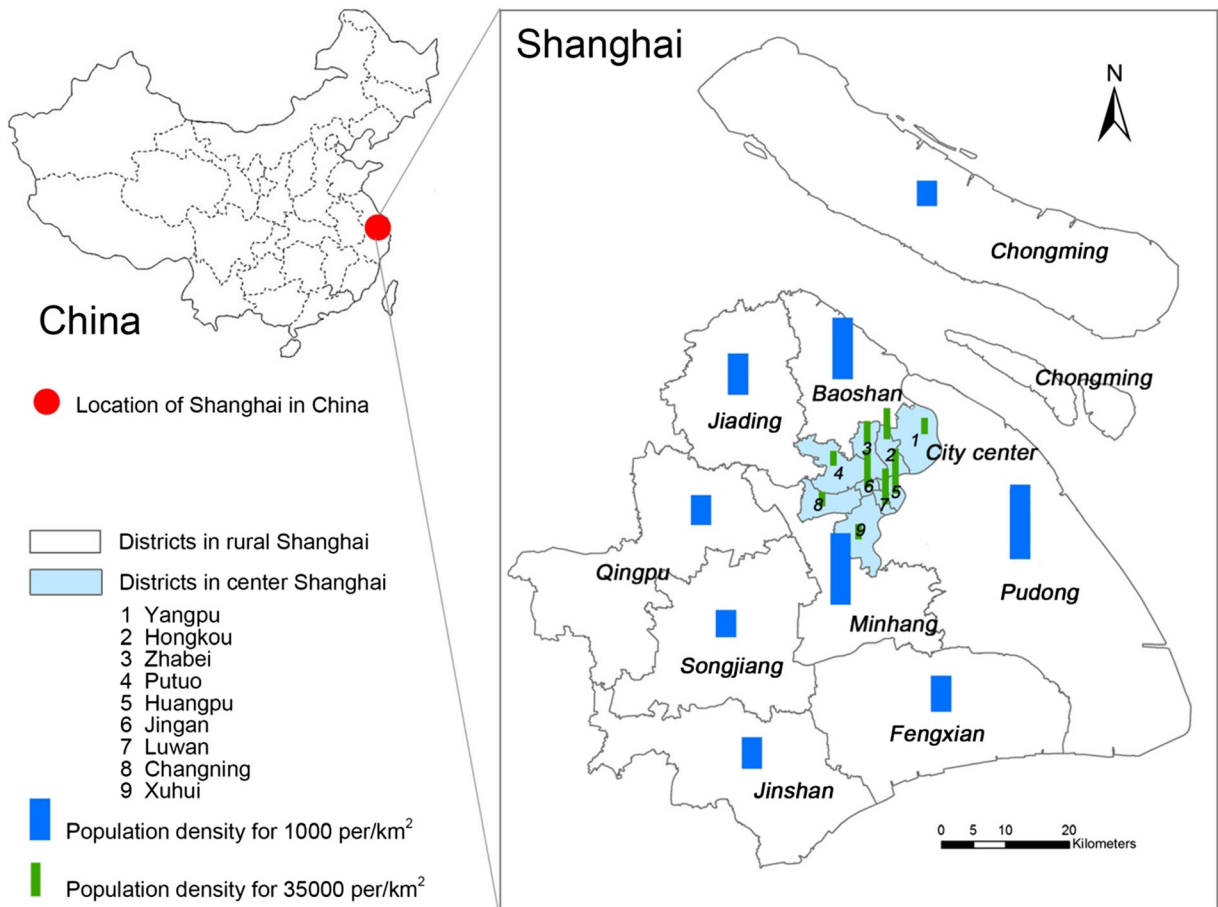 China
Location of Shanghai in China
Districts in rural Shanghai
Districts in center Shanghai
1 Yangpu
2 Hongkou
3 Zhabei
4 Putuo
5 Huangpu
6 Jingan
7 Luwan
8 Changning
9 Xuhui
Population density for 1000 per/km²
Population density for 35000 per/km²
Shanghai
N
Chongming
Chongming
Baoshan
Jiading
City center
1
2
3
4
5
6
7
8
9
Qingpu
Pudong
Minhang
Songjiang
Fengxian
Jinshan
0 5 10 20
Kilometers